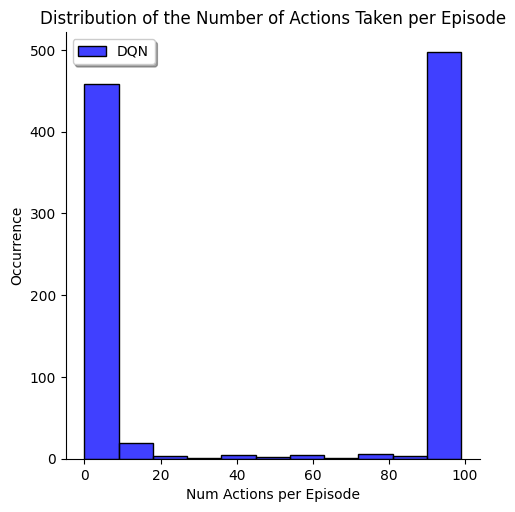 Distribution of the Number of Actions Taken per Episode
DQN
500
400
300
200
100
0
Occurrence
0 20 40 60 80 100
Num Actions per Episode